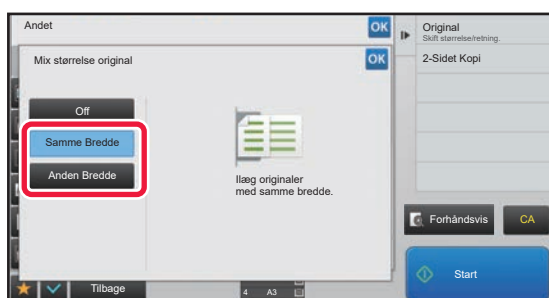 Andet
OK
Mix størrelse original
OK
Off
Samme Bredde
Anden Bredde
Ilæg originaler
med samme bredde.
Tilbage
4 A3
Original
Skift størrelse/retning.
2-Sidet Kopi
Forhåndsvis
CA
Start